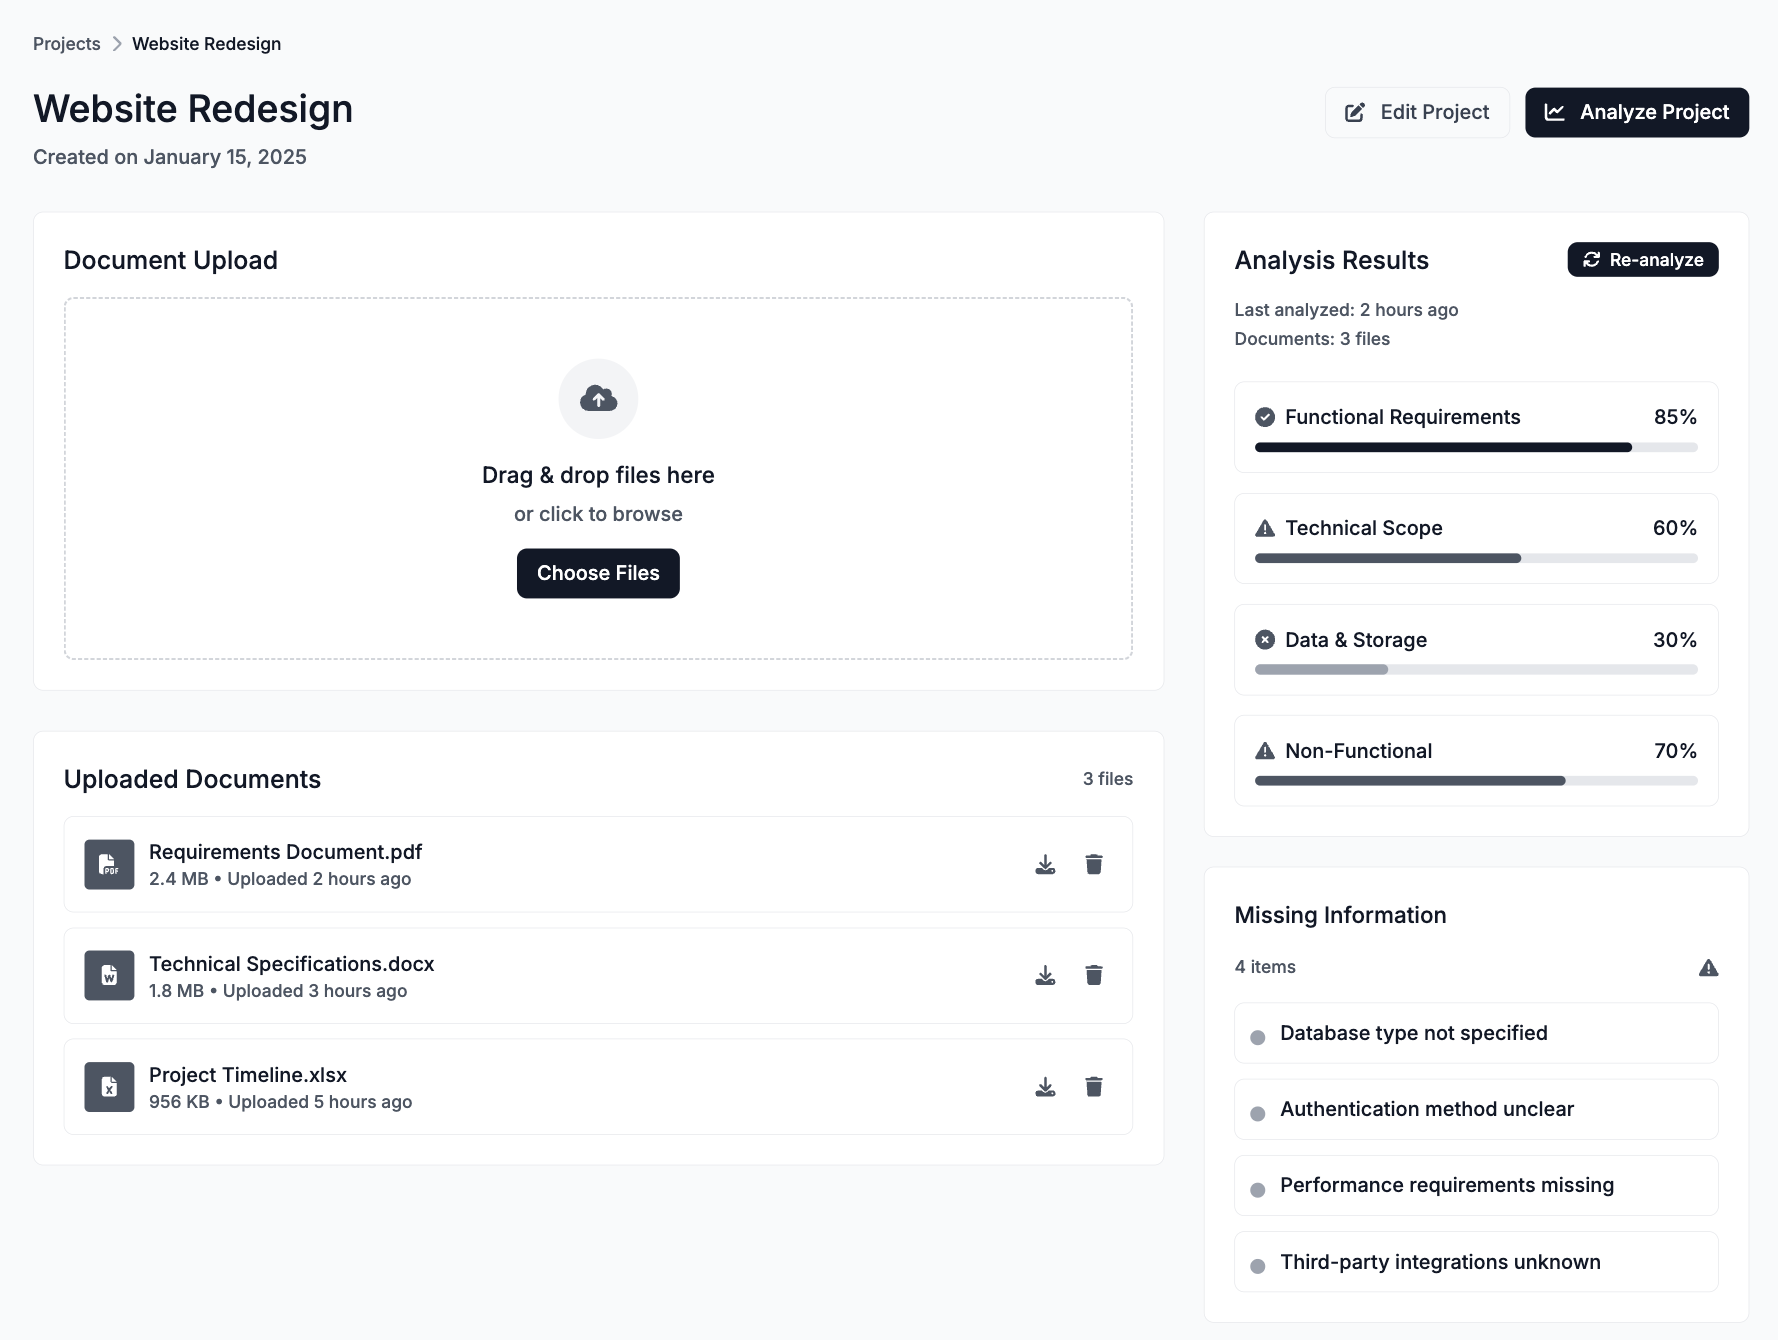 Projects > Website Redesign
Website Redesign
Created on January 15, 2025
Edit Project
Analyze Project
Document Upload
Drag & drop files here
or click to browse
Choose Files
Uploaded Documents
3 files
PDF
Requirements Document.pdf
2.4 MB • Uploaded 2 hours ago
W
Technical Specifications.docx
1.8 MB • Uploaded 3 hours ago
X
Project Timeline.xlsx
956 KB • Uploaded 5 hours ago
Analysis Results
Re-analyze
Last analyzed: 2 hours ago
Documents: 3 files
Functional Requirements 85%
Technical Scope 60%
Data & Storage 30%
Non-Functional 70%
Missing Information
4 items
Database type not specified
Authentication method unclear
Performance requirements missing
Third-party integrations unknown